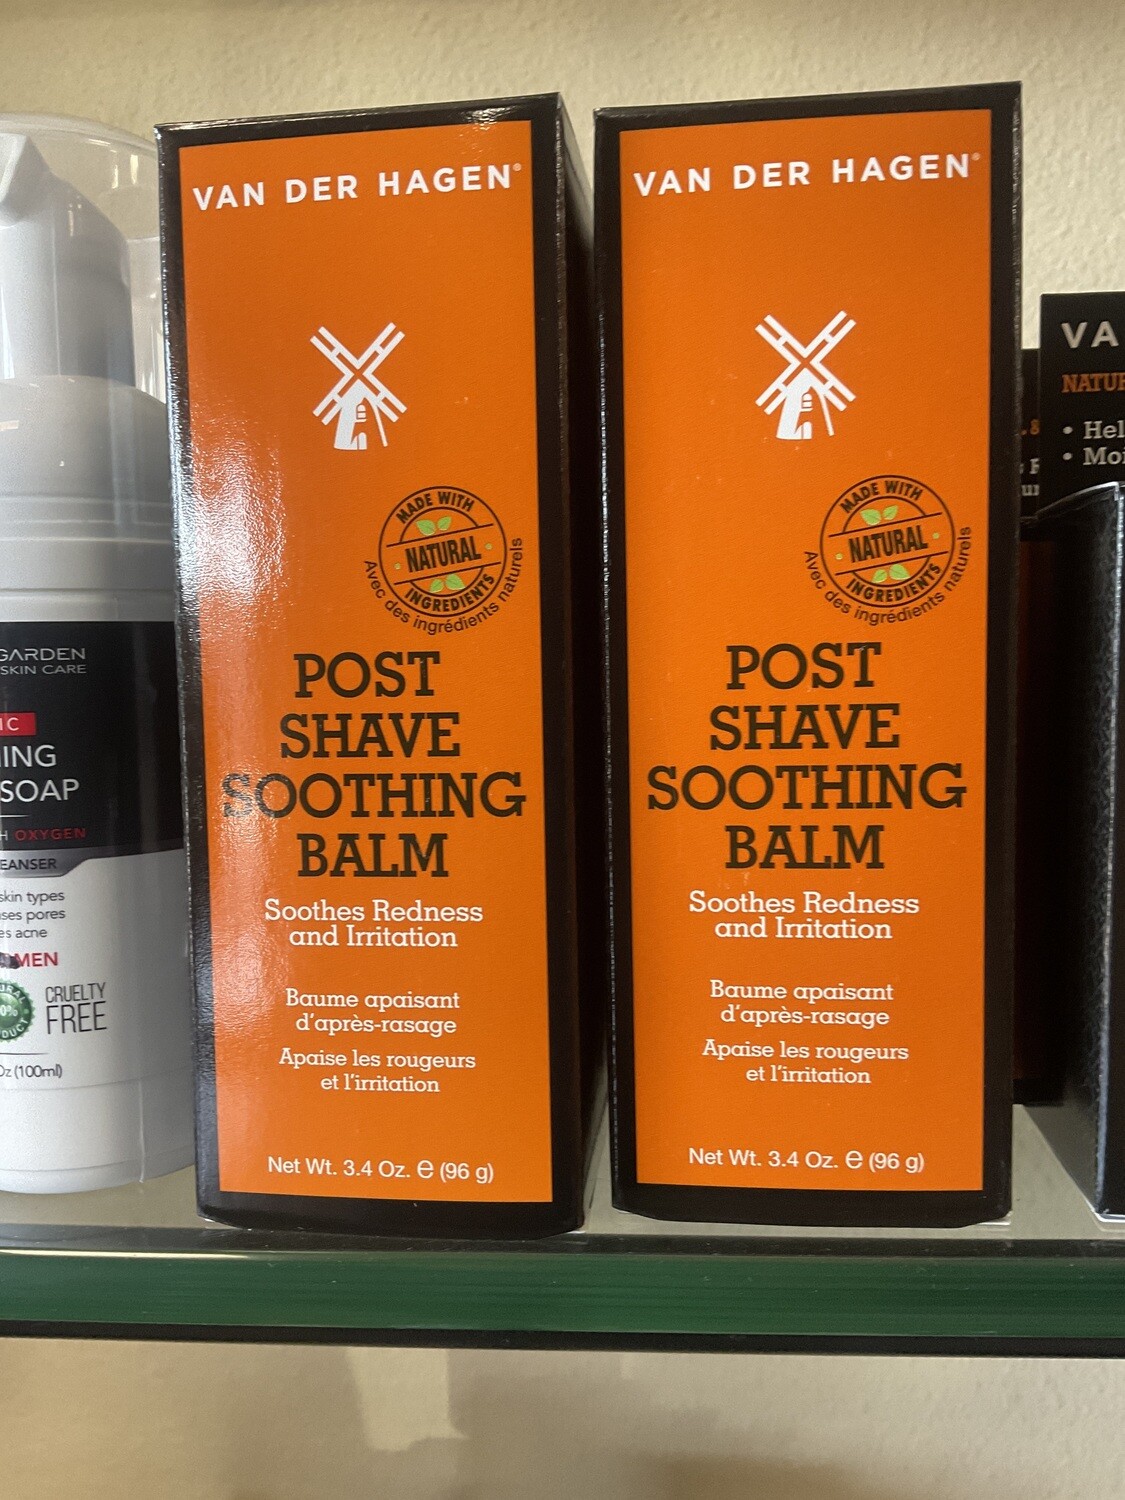 VAN DER HAGEN®
MADE WITH
NATURAL
INGREDIENTS
Avec des ingrédients naturels
POST
SHAVE
SOOTHING
BALM
Soothes Redness
and Irritation
Baume apaisant
d'après-rasage
Apaise les rougeurs
et l'irritation
Net Wt. 3.4 Oz. ℮ (96 g)
VAN DER HAGEN®
MADE WITH
NATURAL
INGREDIENTS
Avec des ingrédients naturels
POST
SHAVE
SOOTHING
BALM
Soothes Redness
and Irritation
Baume apaisant
d'après-rasage
Apaise les rougeurs
et l'irritation
Net Wt. 3.4 Oz. ℮ (96 g)
GARDEN
SKIN CARE
IC
ING
SOAP
OXYGEN
EANSER
skin types
ses pores
es acne
MEN
CRUELTY
FREE
Oz (100ml)
VA
NATUR
• Hel
• Moi